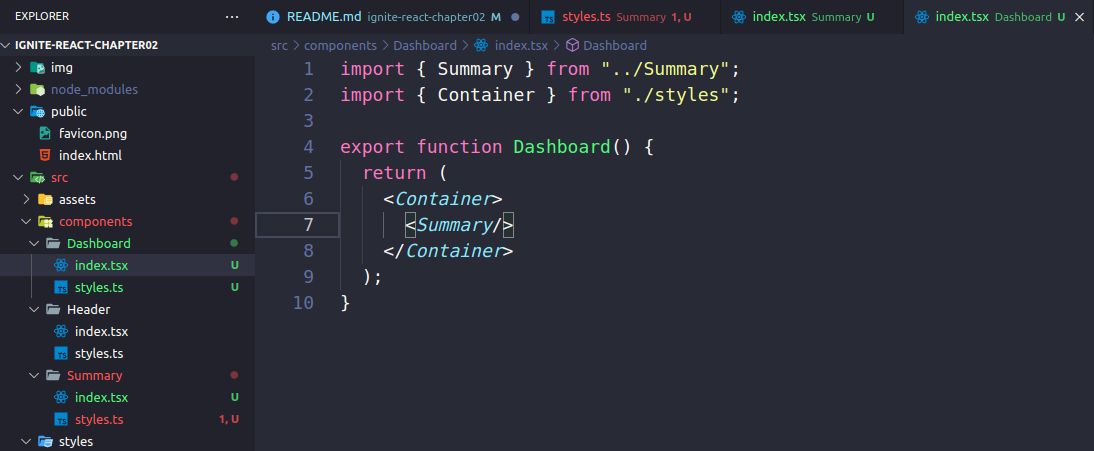 EXPLORER
···
README.md ignite-react-chapter02 M
styles.ts Summary 1, U
index.tsx Summary U
index.tsx Dashboard U
IGNITE-REACT-CHAPTER02
src > components > Dashboard > index.tsx > Dashboard
img
node_modules
public
favicon.png
index.html
src
assets
components
Dashboard
index.tsx U
styles.ts U
Header
index.tsx
styles.ts
Summary
index.tsx U
styles.ts 1, U
styles
1 import { Summary } from "../Summary";
2 import { Container } from "./styles";
3
4 export function Dashboard() {
5 return (
6 <Container>
7 <Summary/>
8 </Container>
9 );
10 }